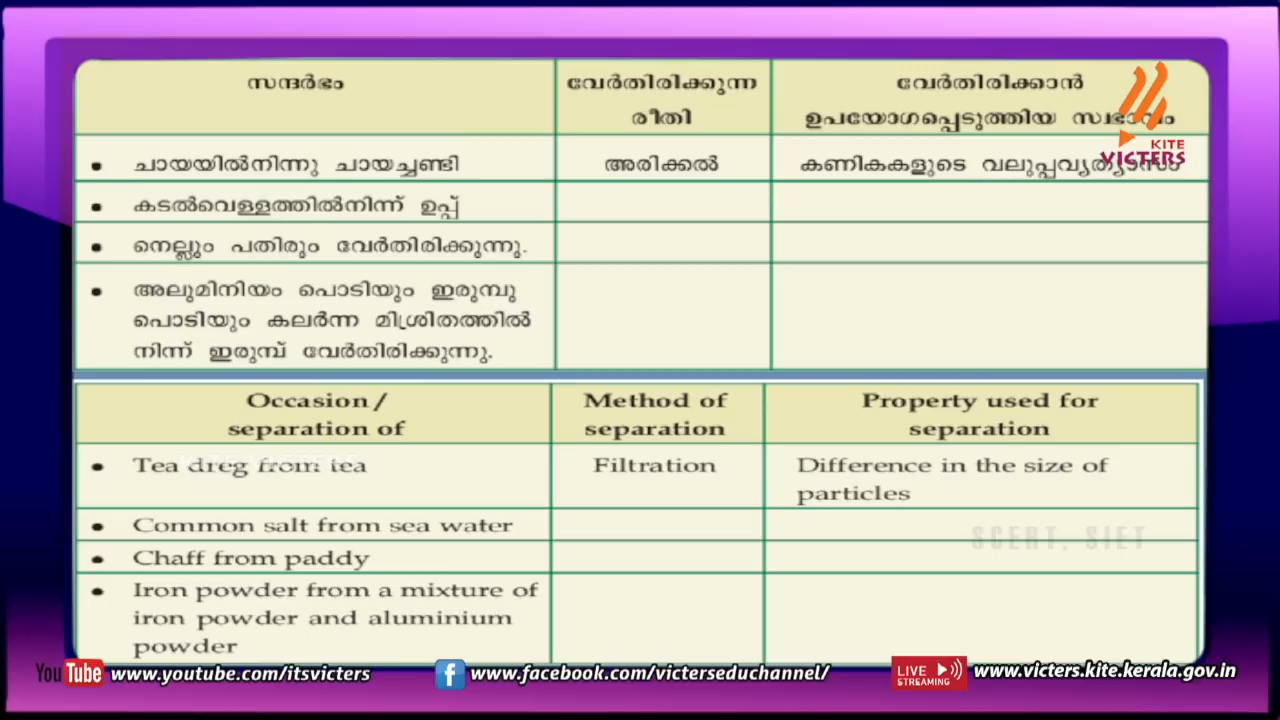 സന്ദർഭം
വേർതിരിക്കുന്ന രീതി
വേർതിരിക്കാൻ
ഉപയോഗപ്പെടുത്തിയ സ്വഭാവം
• ചായയിൽനിന്നു ചായച്ചണ്ടി
അരിക്കൽ
കണികകളുടെ വലുപ്പവ്യത്യാസം
• കടൽവെള്ളത്തിൽനിന്ന് ഉപ്പ്
• നെല്ലും പതിരും വേർതിരിക്കുന്നു.
• അലുമിനിയം പൊടിയും ഇരുമ്പു
പൊടിയും കലർന്ന മിശ്രിതത്തിൽ
നിന്ന് ഇരുമ്പ് വേർതിരിക്കുന്നു.
KITE
VICTERS
Occasion /
separation of
Method of
separation
Property used for
separation
• Tea dreg from tea
Filtration
Difference in the size of
particles
• Common salt from sea water
SCERT, SIET
• Chaff from paddy
• Iron powder from a mixture of
iron powder and aluminium
powder
YouTube www.youtube.com/itsvicters
f www.facebook.com/victerseduchannel/
LIVE STREAMING www.victers.kite.kerala.gov.in